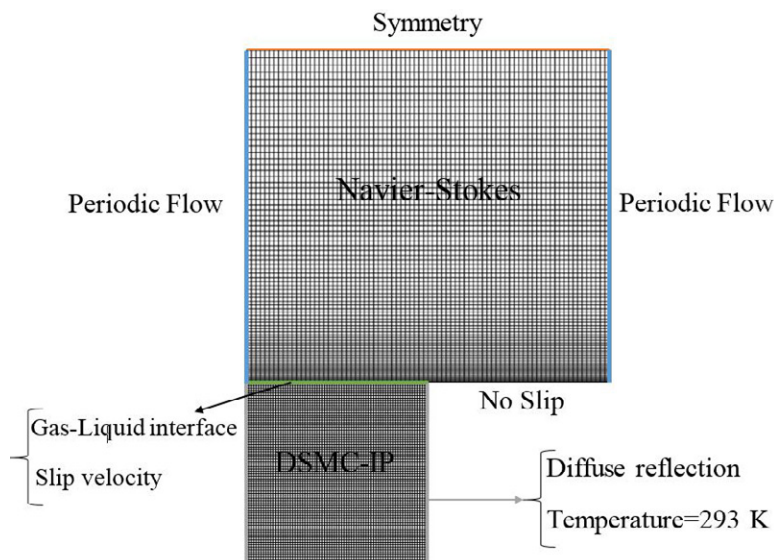 Symmetry
Navier-Stokes
Periodic Flow
Periodic Flow
No Slip
Gas-Liquid interface
Slip velocity
DSMC-IP
Diffuse reflection
Temperature=293 K